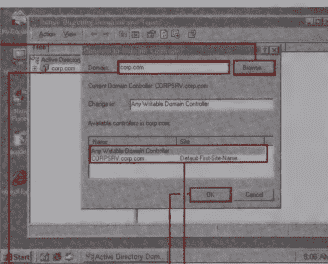 Action View
Tree
Active Directory
corp.com
Domain: corp.com Browse...
Current Domain Controller: CORPSRV.corp.com
Change to: Any Writable Domain Controller
Available controllers in corp.com:
Name Site
Any Writable Domain Controller
CORPSRV.corp.com Default-First-Site-Name
OK Cancel
Start Active Directory Dom...